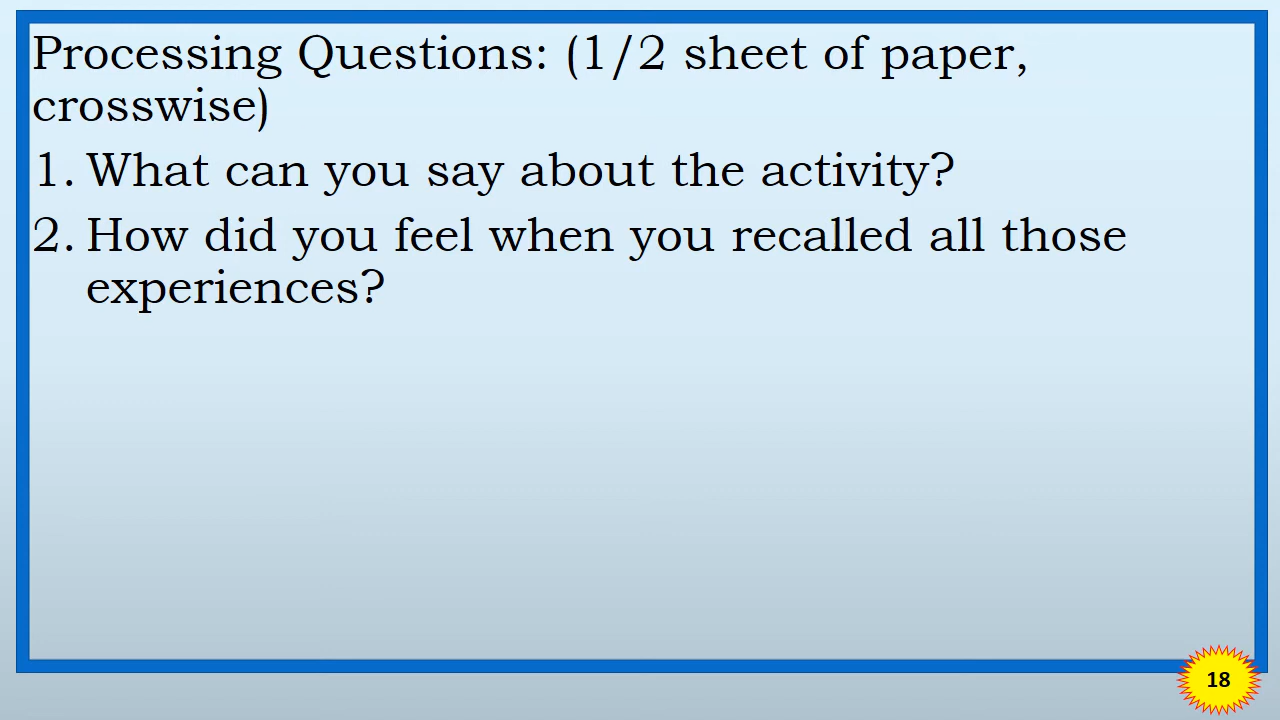 Processing Questions: (1/2 sheet of paper,
crosswise)
1. What can you say about the activity?
2. How did you feel when you recalled all those
experiences?
18